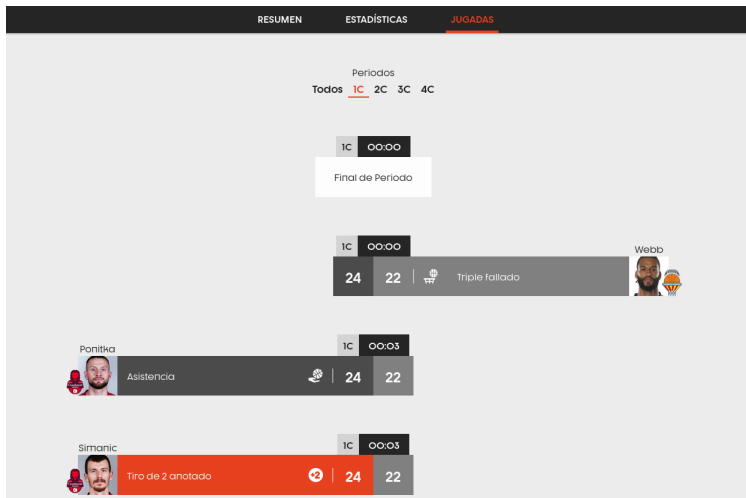 RESUMEN ESTADÍSTICAS JUGADAS
Periodos
Todos 1C 2C 3C 4C
1C 00:00
Final de Periodo
1C 00:00
Webb
24 22 Triple fallado
1C 00:03
Ponitka
Asistencia 24 22
1C 00:03
Simanic
Tiro de 2 anotado +2 24 22